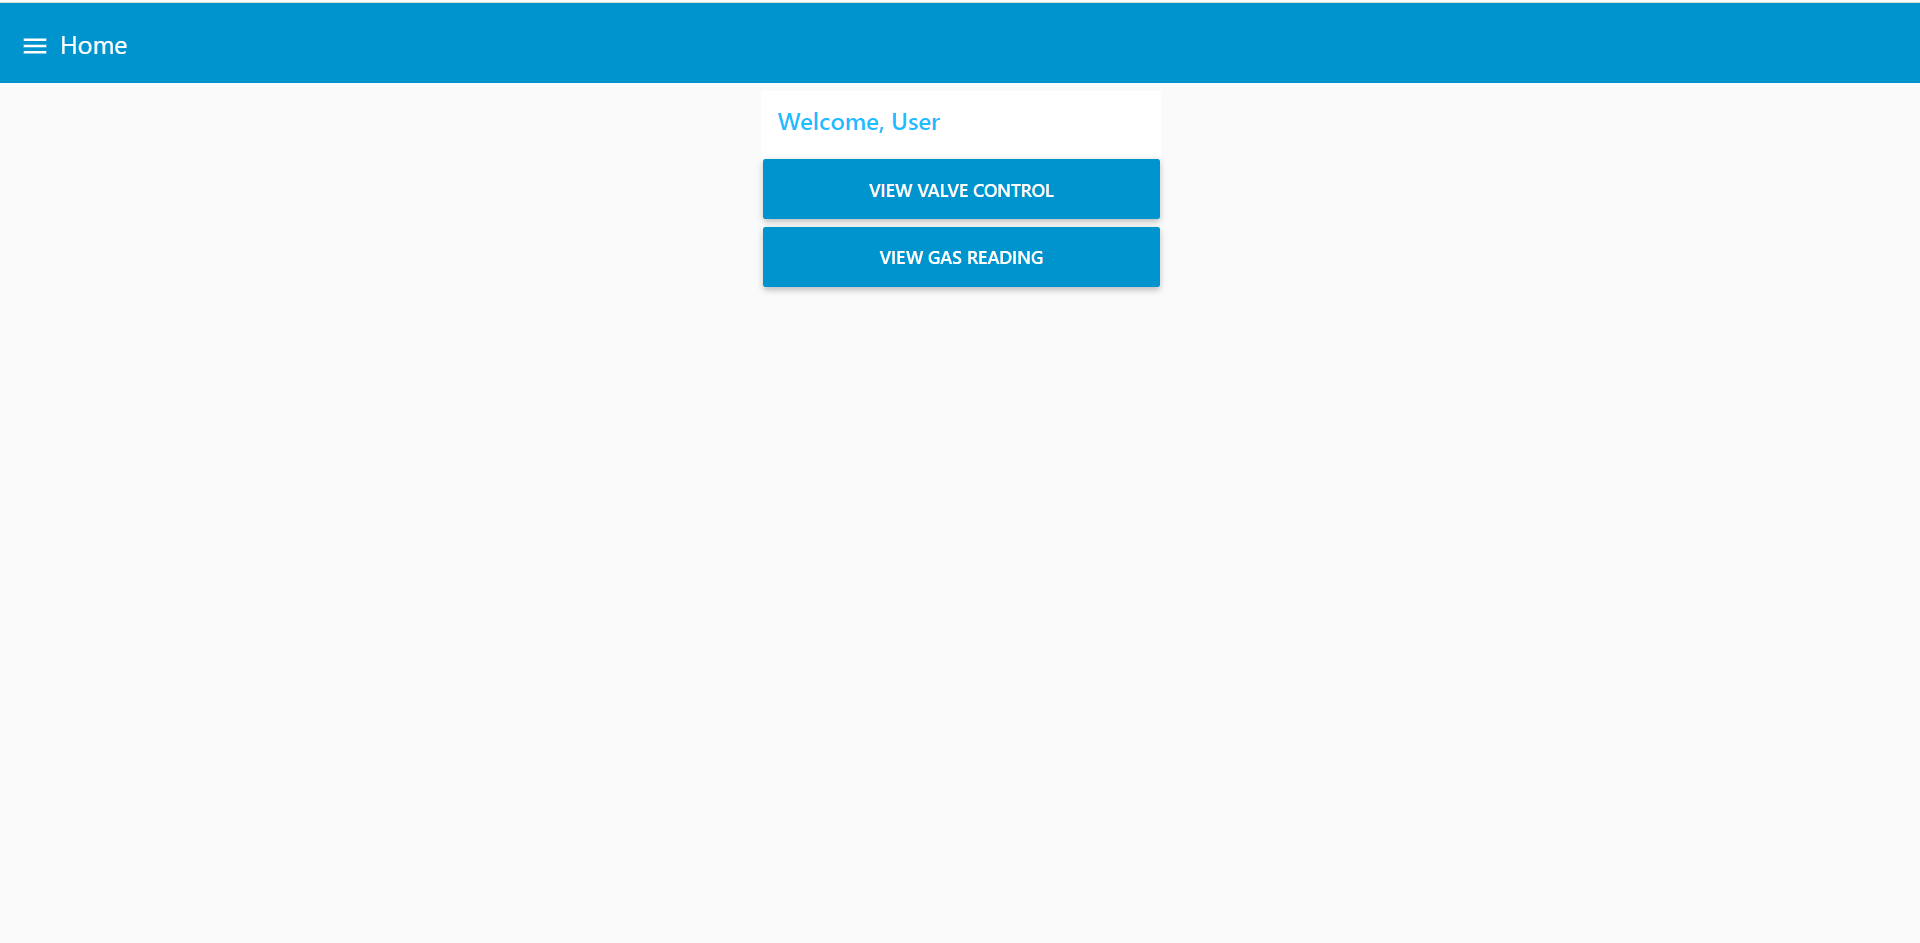 Home
Welcome, User
VIEW VALVE CONTROL
VIEW GAS READING